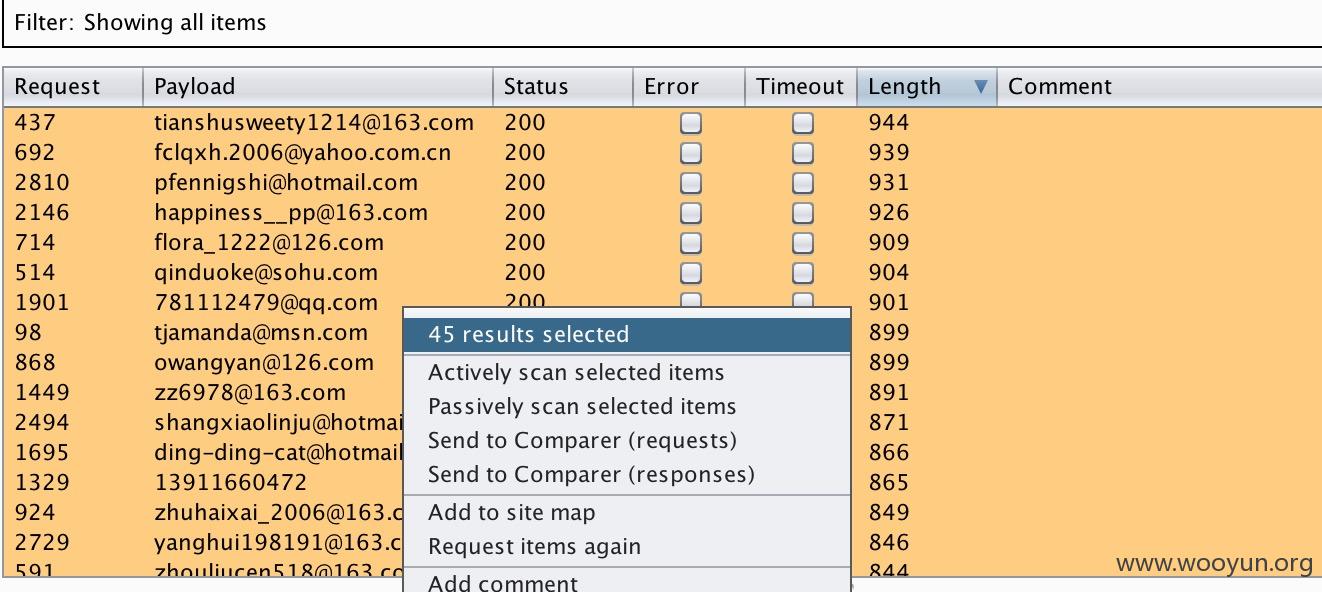 Filter: Showing all items
Request Payload Status Error Timeout Length Comment
437 tianshusweety1214@163.com 200 944
692 fclqxh.2006@yahoo.com.cn 200 939
2810 pfennigshi@hotmail.com 200 931
2146 happiness__pp@163.com 200 926
714 flora_1222@126.com 200 909
514 qinduoke@sohu.com 200 904
1901 781112479@qq.com 200 901
98 tjamanda@msn.com 899
868 owangyan@126.com 899
1449 zz6978@163.com 891
2494 shangxiaolinju@hotmai 871
1695 ding-ding-cat@hotmail 866
1329 13911660472 865
924 zhuhaixai_2006@163.c 849
2729 yanghui198191@163.c 846
591 zhouliucen518@163.co 844
45 results selected
Actively scan selected items
Passively scan selected items
Send to Comparer (requests)
Send to Comparer (responses)
Add to site map
Request items again
Add comment
www.wooyun.org